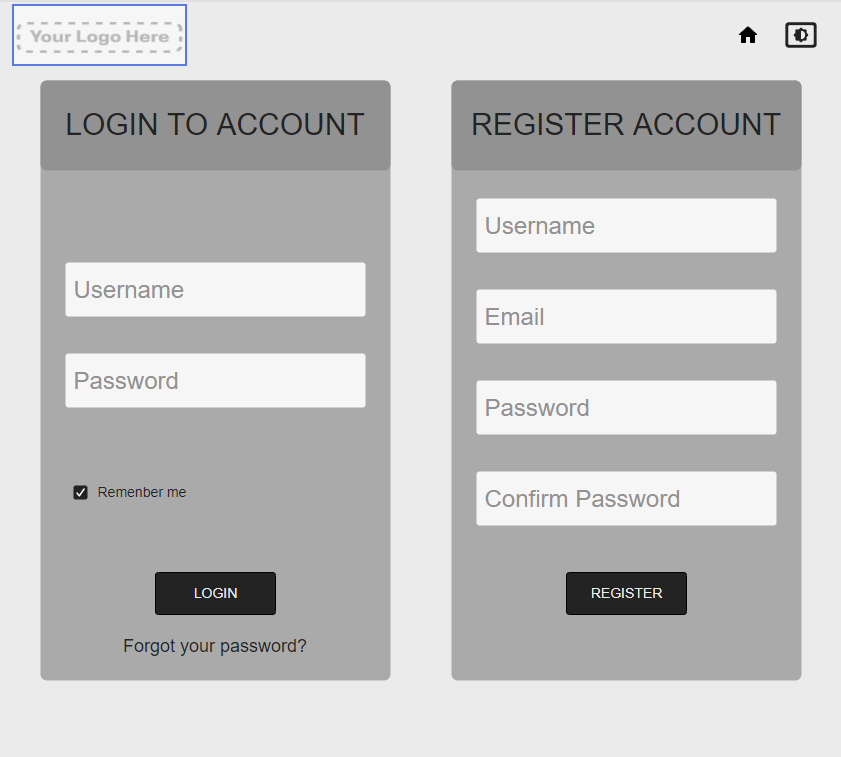 Your Logo Here
LOGIN TO ACCOUNT
Username
Password
Remenber me
LOGIN
Forgot your password?
REGISTER ACCOUNT
Username
Email
Password
Confirm Password
REGISTER